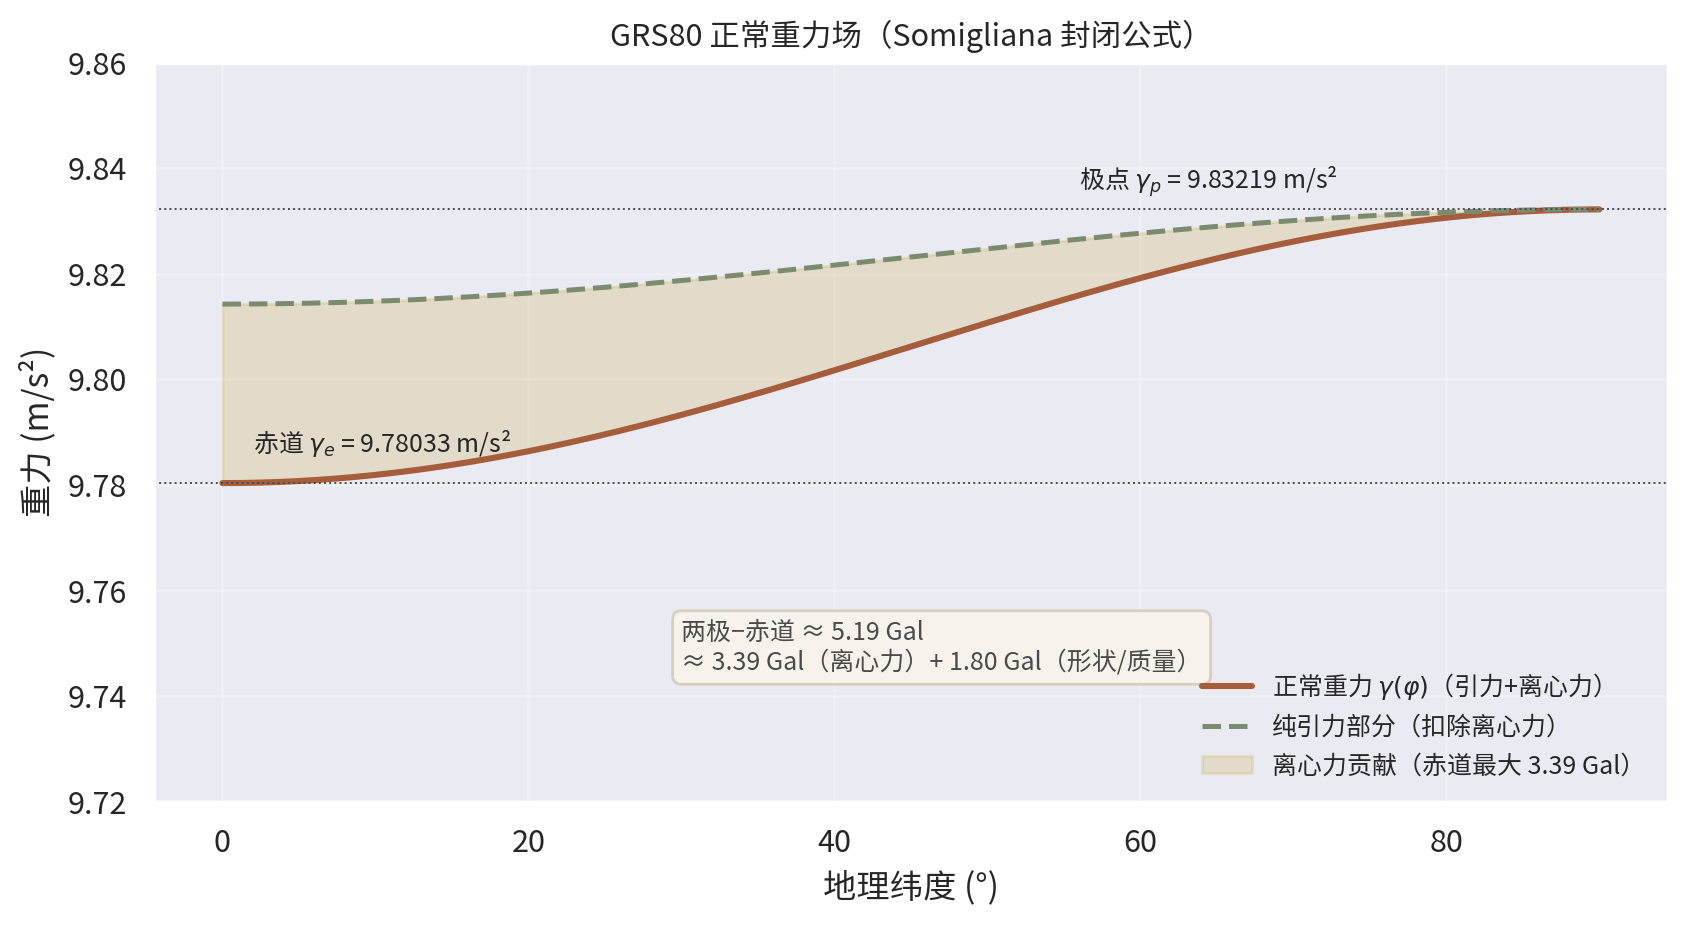 GRS80 正常重力场（Somigliana 封闭公式）
9.86
9.84
9.82
9.80
9.78
9.76
9.74
9.72
重力 (m/s²)
极点 γₚ = 9.83219 m/s²
赤道 γₑ = 9.78033 m/s²
两极−赤道 ≈ 5.19 Gal
≈ 3.39 Gal（离心力）+ 1.80 Gal（形状/质量）
正常重力 γ(φ)（引力+离心力）
纯引力部分（扣除离心力）
离心力贡献（赤道最大 3.39 Gal）
0
20
40
60
80
地理纬度 (°)